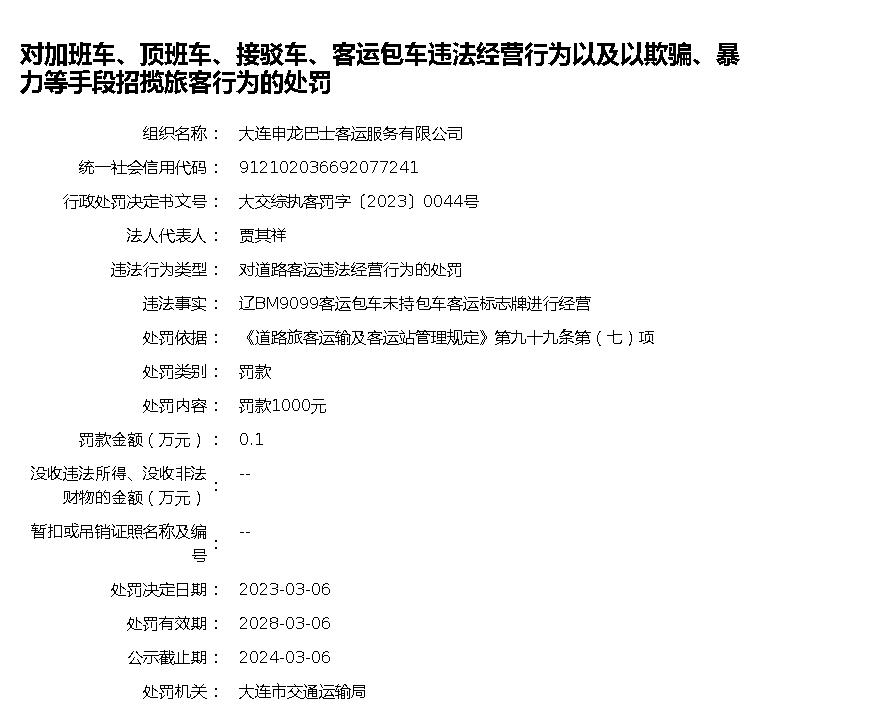 对加班车、顶班车、接驳车、客运包车违法经营行为以及以欺骗、暴
力等手段招揽旅客行为的处罚
组织名称： 大连申龙巴士客运服务有限公司
统一社会信用代码： 912102036692077241
行政处罚决定书文号： 大交综执客罚字〔2023〕0044号
法人代表人： 贾其祥
违法行为类型： 对道路客运违法经营行为的处罚
违法事实： 辽BM9099客运包车未持包车客运标志牌进行经营
处罚依据： 《道路旅客运输及客运站管理规定》第九十九条第（七）项
处罚类别： 罚款
处罚内容： 罚款1000元
罚款金额（万元）： 0.1
没收违法所得、没收非法
财物的金额（万元）： --
暂扣或吊销证照名称及编
号： --
处罚决定日期： 2023-03-06
处罚有效期： 2028-03-06
公示截止期： 2024-03-06
处罚机关： 大连市交通运输局